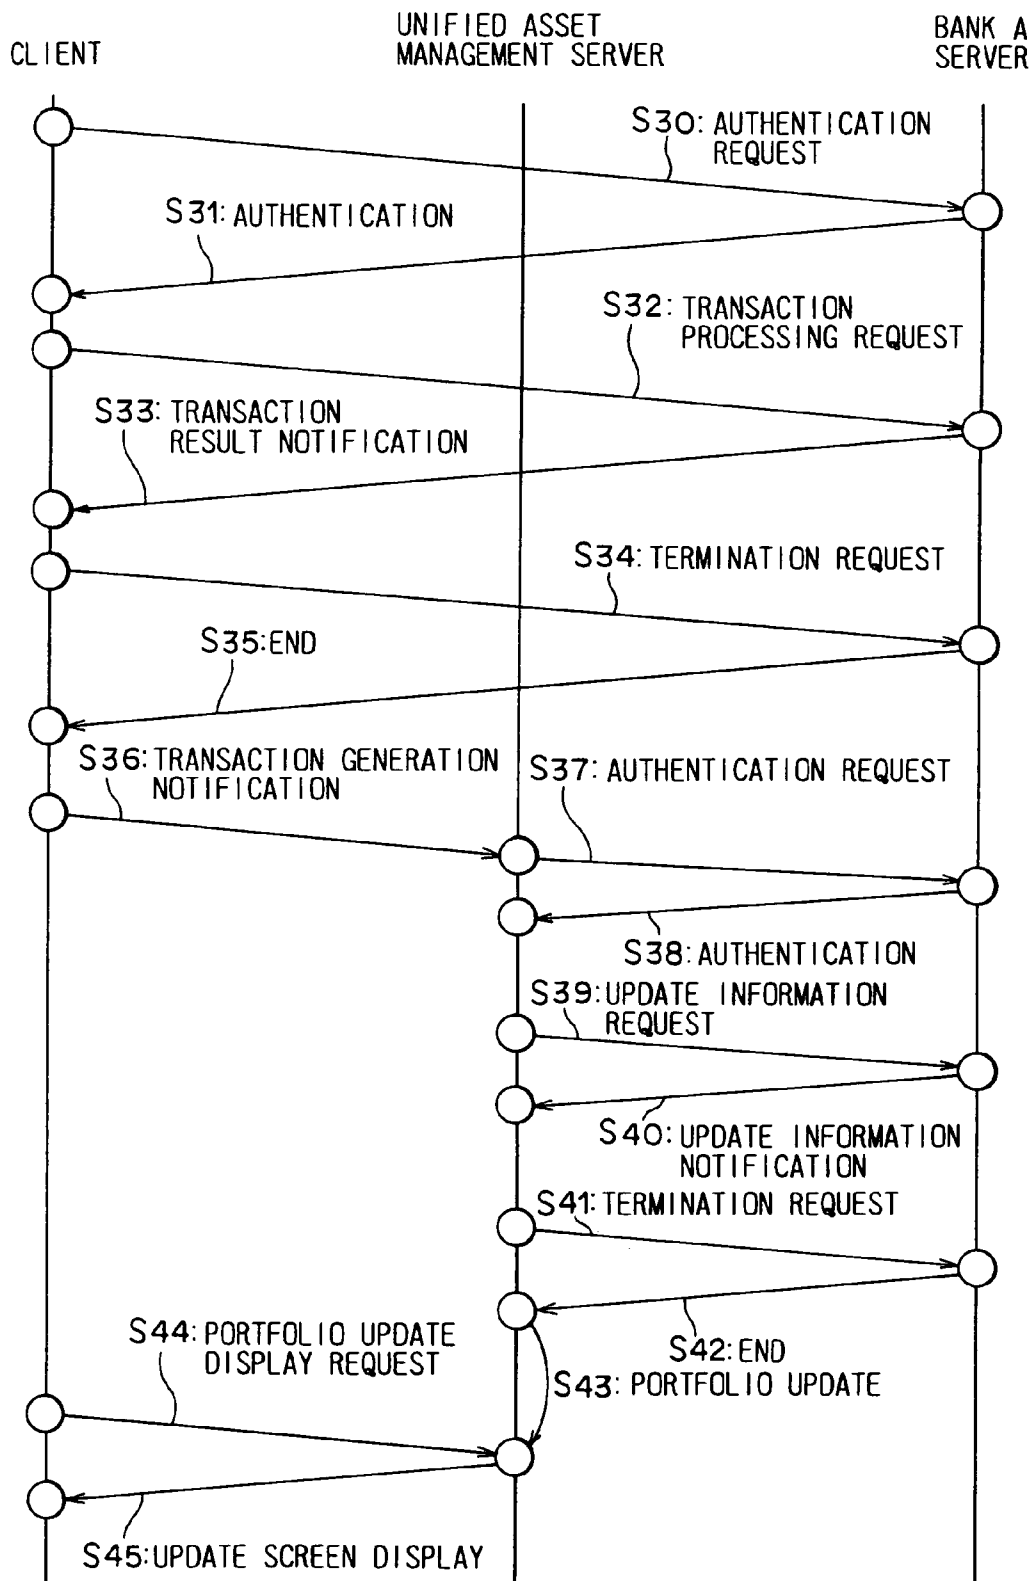 CLIENT
UNIFIED ASSET
MANAGEMENT SERVER
BANK A
SERVER
S30: AUTHENTICATION
REQUEST
S31: AUTHENTICATION
S32: TRANSACTION
PROCESSING REQUEST
S33: TRANSACTION
RESULT NOTIFICATION
S34: TERMINATION REQUEST
S35: END
S36: TRANSACTION GENERATION
NOTIFICATION
S37: AUTHENTICATION REQUEST
S38: AUTHENTICATION
S39: UPDATE INFORMATION
REQUEST
S40: UPDATE INFORMATION
NOTIFICATION
S41: TERMINATION REQUEST
S42: END
S43: PORTFOLIO UPDATE
S44: PORTFOLIO UPDATE
DISPLAY REQUEST
S45: UPDATE SCREEN DISPLAY